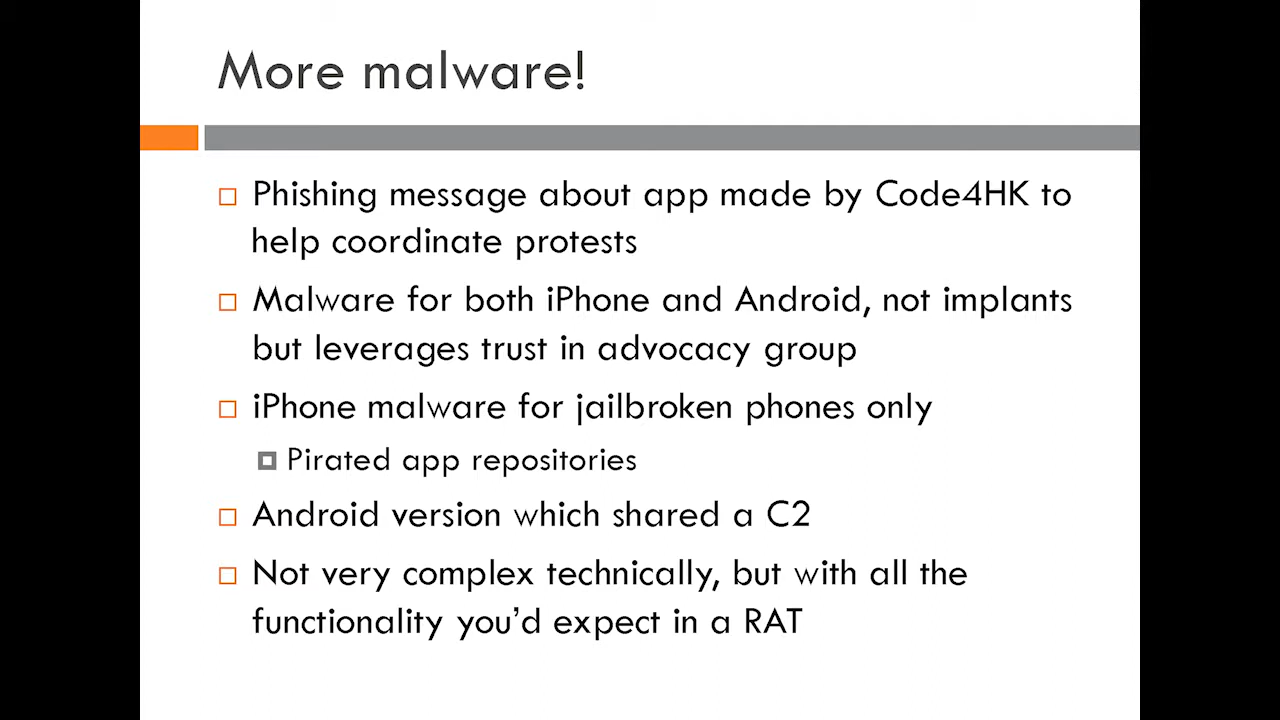 More malware!
Phishing message about app made by Code4HK to
help coordinate protests
Malware for both iPhone and Android, not implants
but leverages trust in advocacy group
iPhone malware for jailbroken phones only
Pirated app repositories
Android version which shared a C2
Not very complex technically, but with all the
functionality you’d expect in a RAT